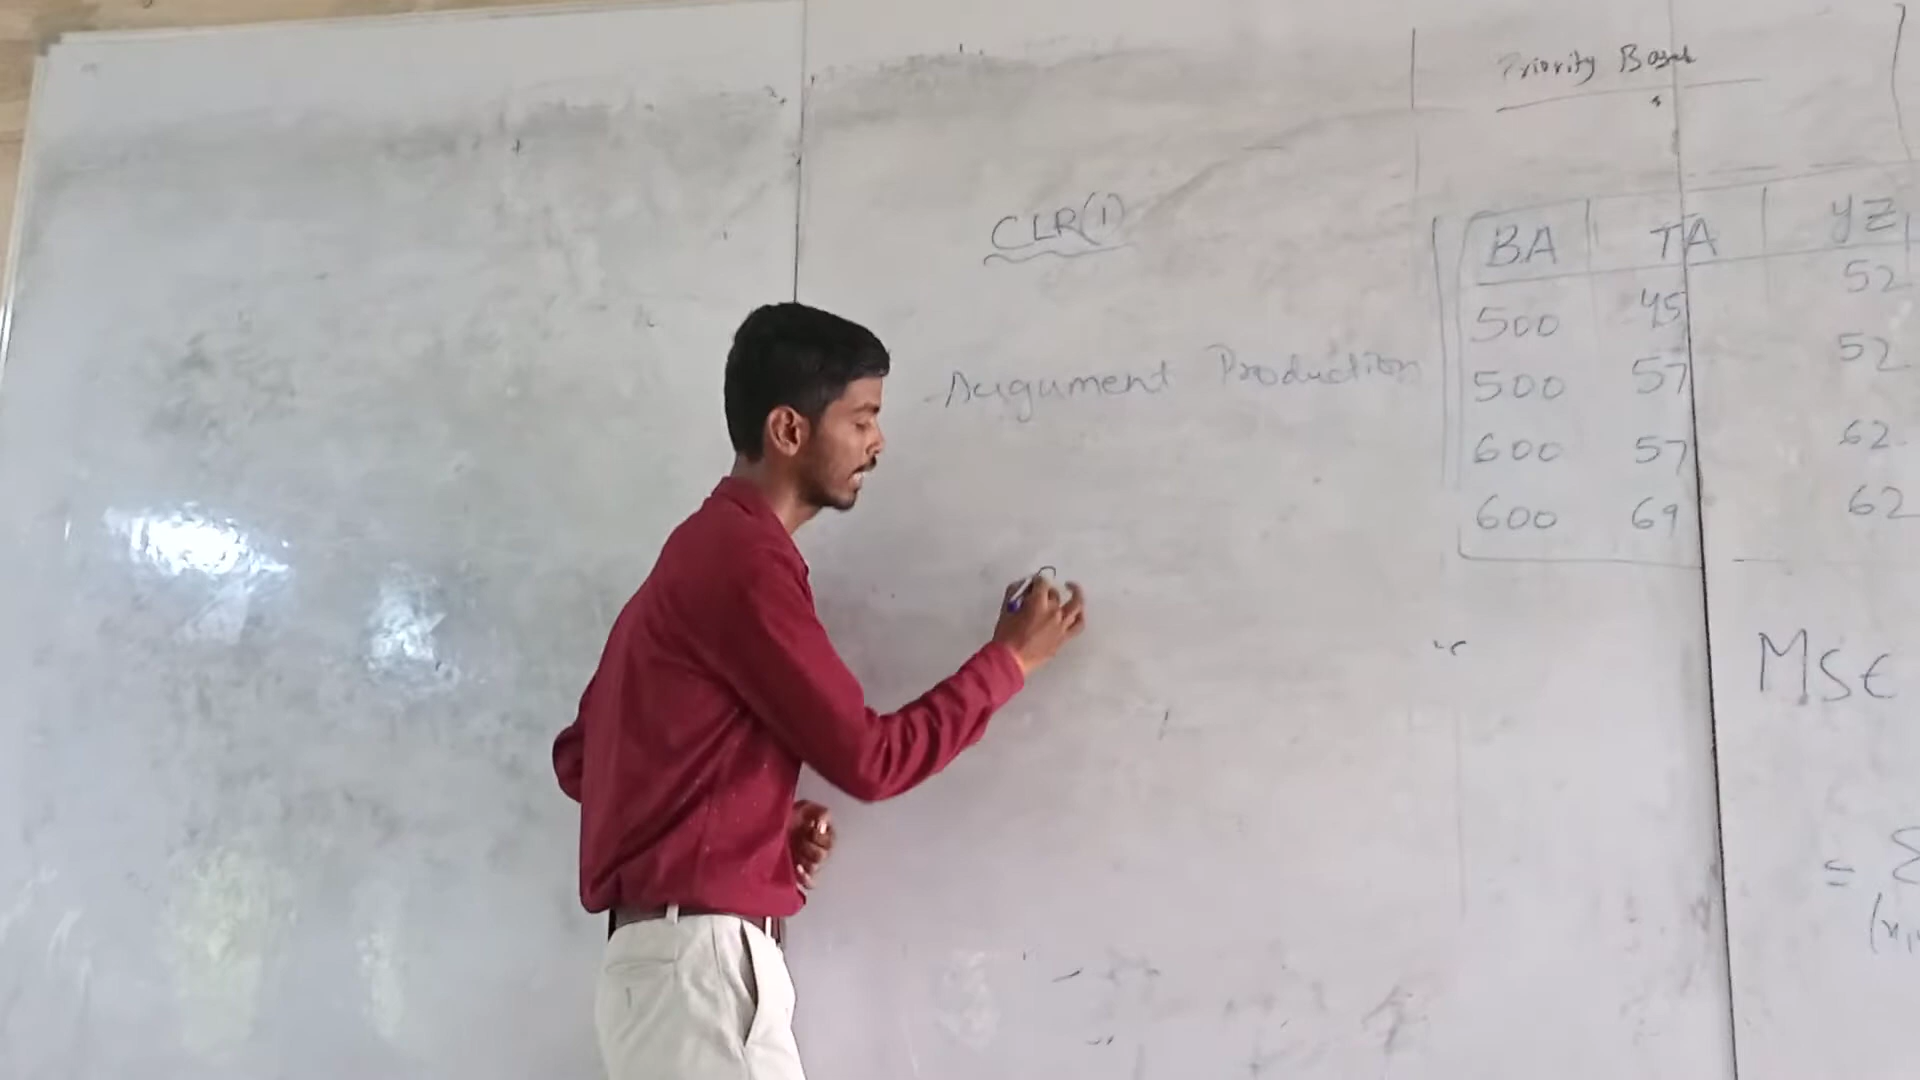 Priority Based
CLR(1)
BA TA YZ
500 45 52
Augument Production
500 57 52
600 57 62
600 69 62
MSE
= Σ